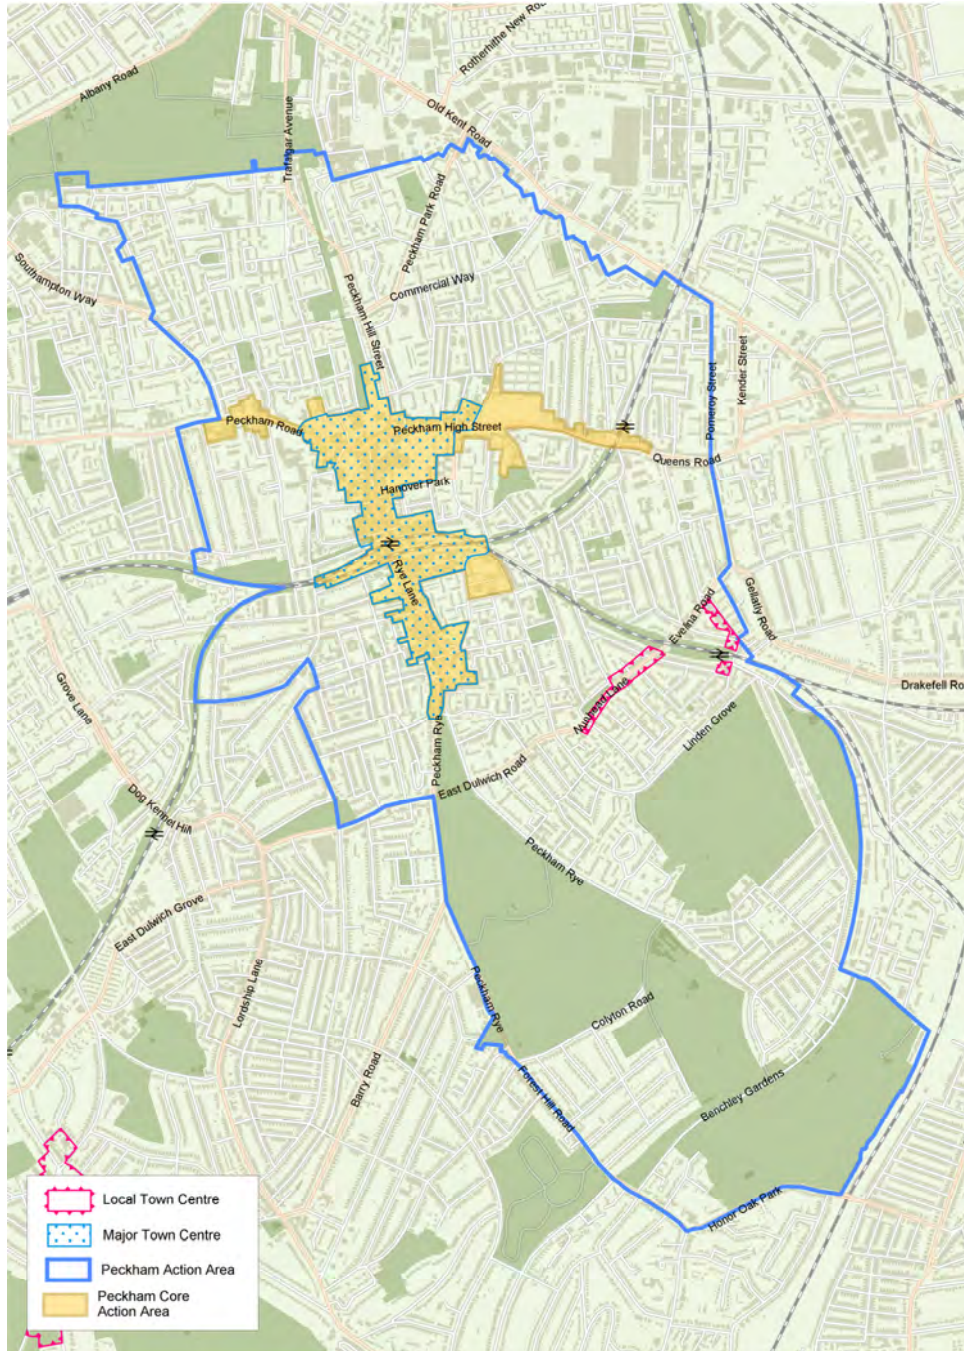 Rotherhithe New Ro
Albany Road
Old Kent Road
Trafalgar Avenue
Peckham Park Road
Southampton Way
Commercial Way
Peckham Hill Street
Kender Street
Pomeroy Street
Peckham Road
Peckham High Street
Queens Road
Hanover Park
Rye Lane
Gellatly Road
Evelina Road
Drakefell Ro
Grove Lane
Nunhead Lane
Linden Grove
Peckham Rye
East Dulwich Road
Dog Kennel Hill
Peckham Rye
East Dulwich Grove
Lordship Lane
Peckham Rye
Colyton Road
Barry Road
Forest Hill Road
Benchley Gardens
Honor Oak Park
Local Town Centre
Major Town Centre
Peckham Action Area
Peckham Core
Action Area